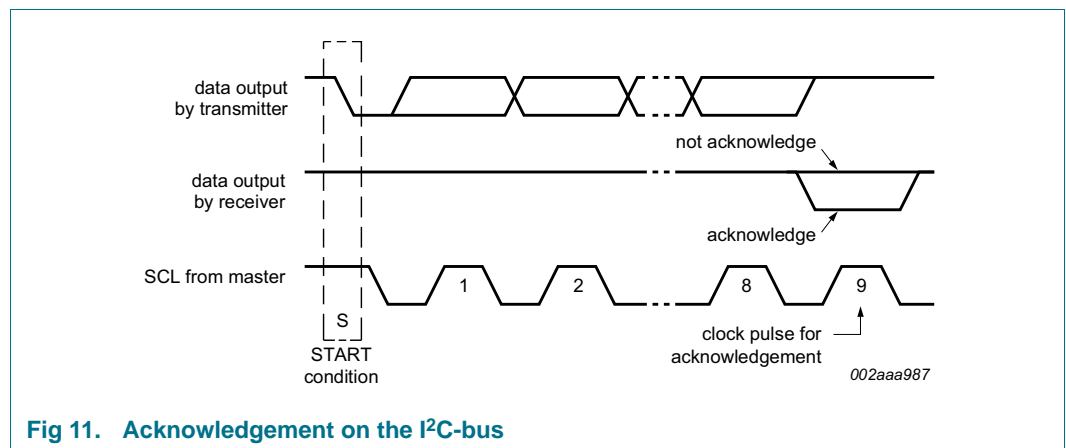 data output
by transmitter
not acknowledge
data output
by receiver
acknowledge
SCL from master
1
2
8
9
S
START
condition
clock pulse for
acknowledgement
002aaa987
Fig 11. Acknowledgement on the I²C-bus